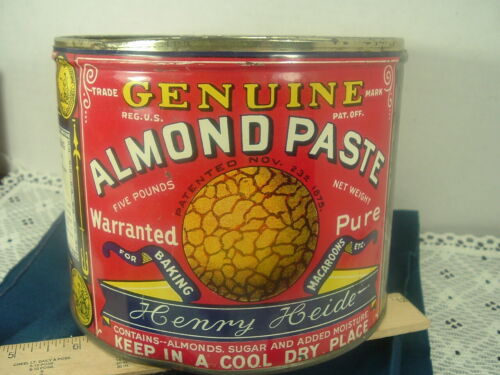 TRADE MARK
GENUINE
REG. U.S. PAT. OFF.
ALMOND PASTE
PATENTED NOV. 23d, 1875
FIVE POUNDS NET WEIGHT
Warranted Pure
FOR BAKING MACAROONS ETC.
Henry Heide
CONTAINS--ALMONDS, SUGAR AND ADDED MOISTURE
KEEP IN A COOL DRY, PLACE